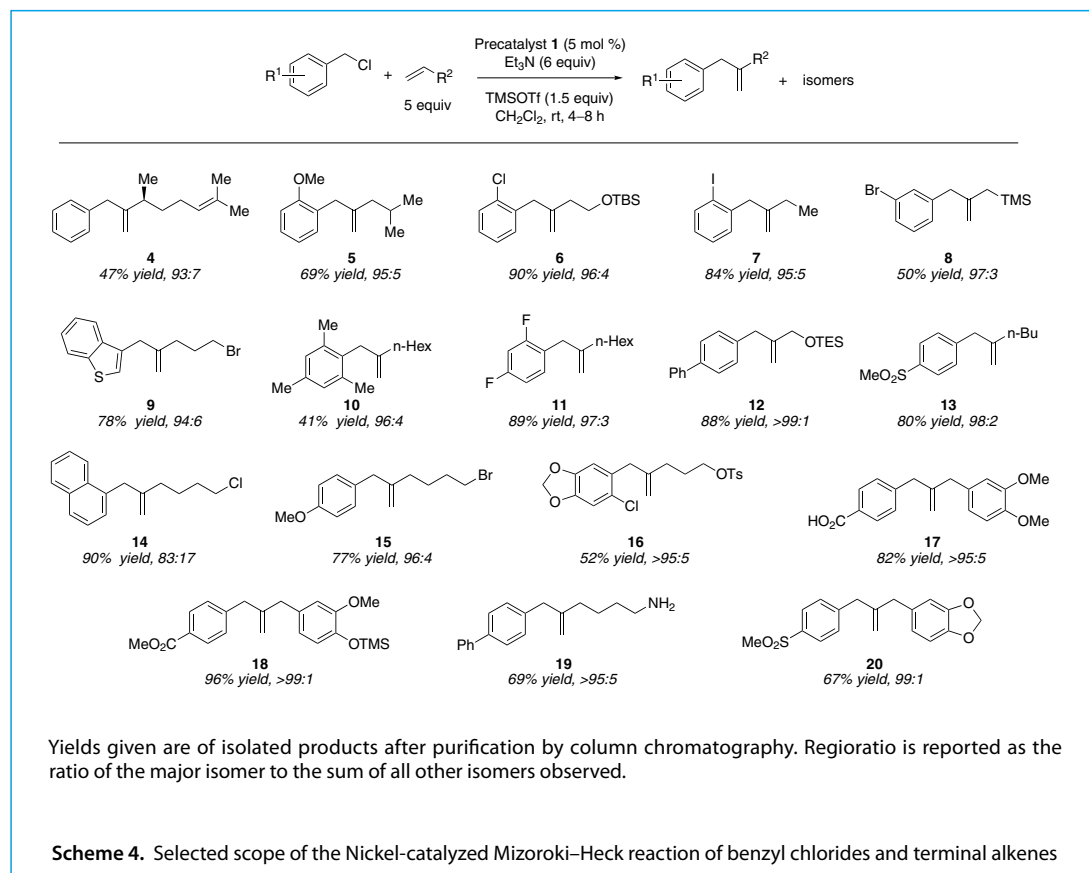 R¹ Cl + R² Precatalyst 1 (5 mol %) R¹ R² + isomers
Et₃N (6 equiv)
5 equiv TMSOTf (1.5 equiv)
CH₂Cl₂, rt, 4–8 h
Me Me Me
4
47% yield, 93:7
OMe Me Me
5
69% yield, 95:5
Cl OTBS
6
90% yield, 96:4
I Me
7
84% yield, 95:5
Br TMS
8
50% yield, 97:3
S Br
9
78% yield, 94:6
Me n-Hex Me Me
10
41% yield, 96:4
F n-Hex F
11
89% yield, 97:3
OTES Ph
12
88% yield, >99:1
n-Bu MeO₂S
13
80% yield, 98:2
Cl
14
90% yield, 83:17
Br MeO
15
77% yield, 96:4
O O OTs Cl
16
52% yield, >95:5
OMe HO₂C OMe
17
82% yield, >95:5
OMe MeO₂C OTMS
18
96% yield, >99:1
NH₂ Ph
19
69% yield, >95:5
O MeO₂S O
20
67% yield, 99:1
Yields given are of isolated products after purification by column chromatography. Regioratio is reported as the
ratio of the major isomer to the sum of all other isomers observed.
Scheme 4. Selected scope of the Nickel-catalyzed Mizoroki–Heck reaction of benzyl chlorides and terminal alkenes